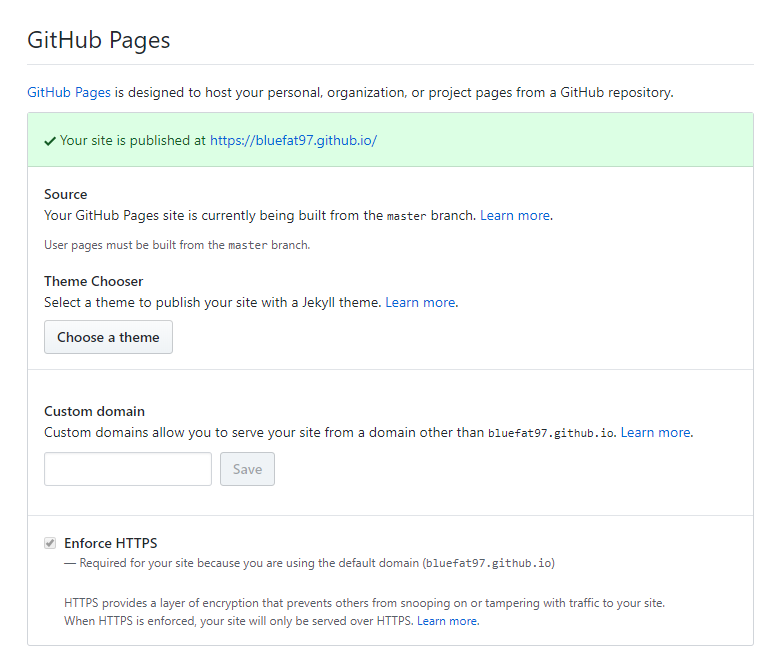 GitHub Pages
GitHub Pages is designed to host your personal, organization, or project pages from a GitHub repository.
Your site is published at https://bluefat97.github.io/
Source
Your GitHub Pages site is currently being built from the master branch. Learn more.
User pages must be built from the master branch.
Theme Chooser
Select a theme to publish your site with a Jekyll theme. Learn more.
Choose a theme
Custom domain
Custom domains allow you to serve your site from a domain other than bluefat97.github.io. Learn more.
Save
Enforce HTTPS
— Required for your site because you are using the default domain (bluefat97.github.io)
HTTPS provides a layer of encryption that prevents others from snooping on or tampering with traffic to your site.
When HTTPS is enforced, your site will only be served over HTTPS. Learn more.